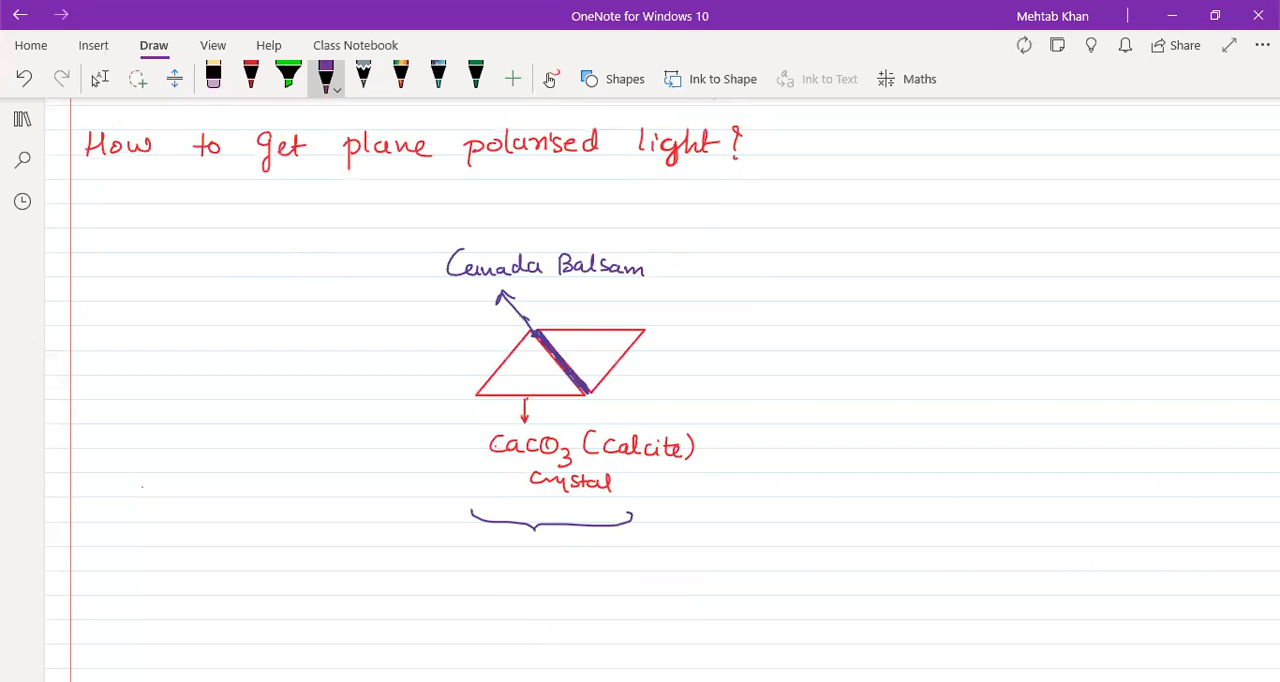 OneNote for Windows 10
Mehtab Khan
Home Insert Draw View Help Class Notebook
Share
Shapes Ink to Shape Ink to Text Maths
How to get plane polarised light?
Canada Balsam
CaCO3 (Calcite)
Crystal